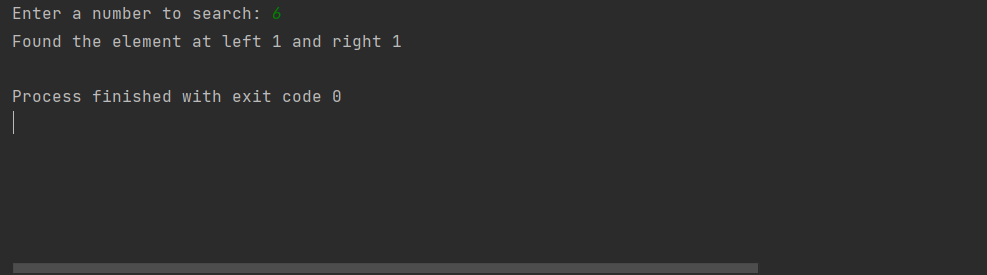 Enter a number to search: 6
Found the element at left 1 and right 1
Process finished with exit code 0